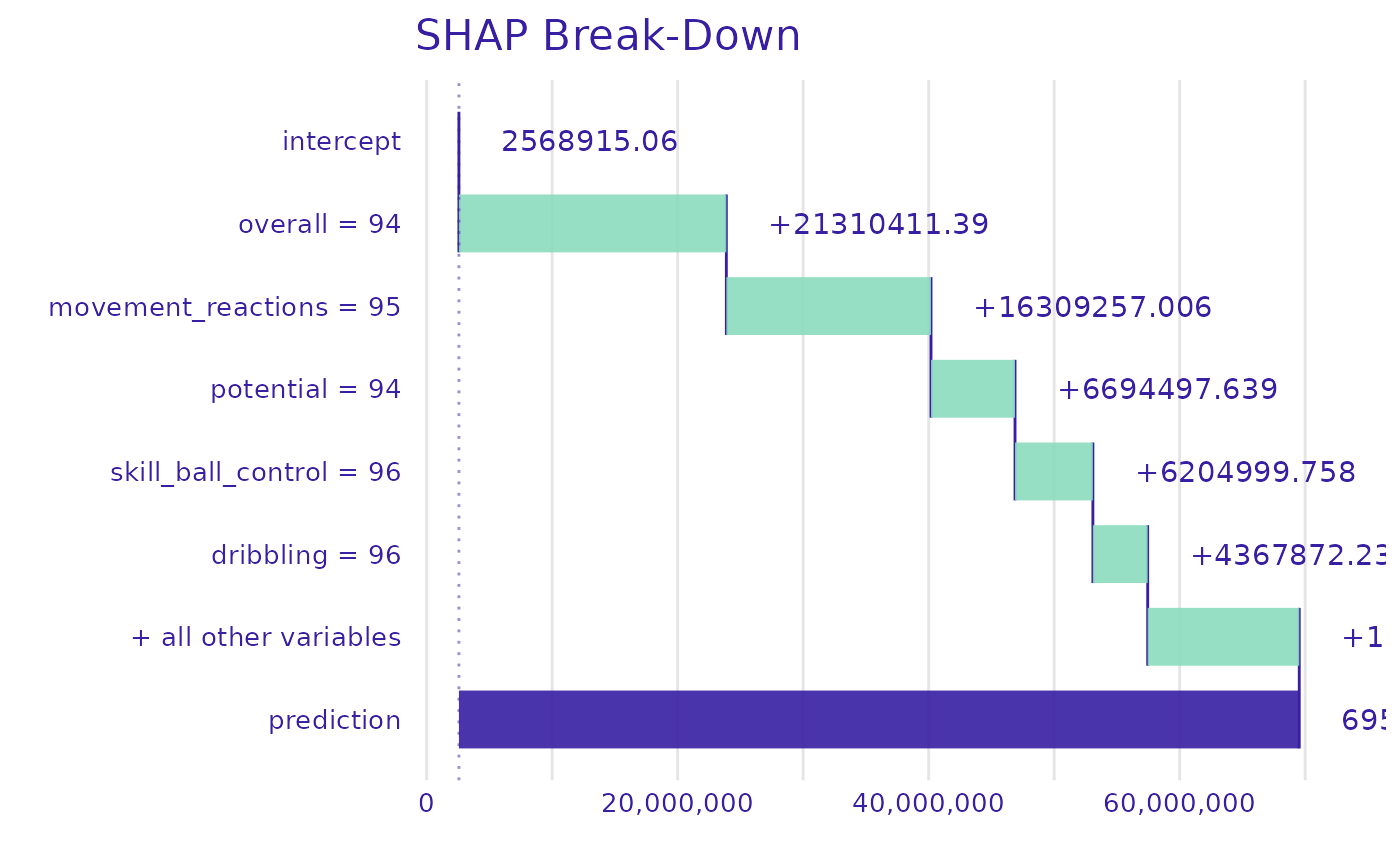 SHAP Break-Down
intercept
2568915.06
overall = 94
+21310411.39
movement_reactions = 95
+16309257.006
potential = 94
+6694497.639
skill_ball_control = 96
+6204999.758
dribbling = 96
+4367872.23
+ all other variables
+1
prediction
695
0
20,000,000
40,000,000
60,000,000